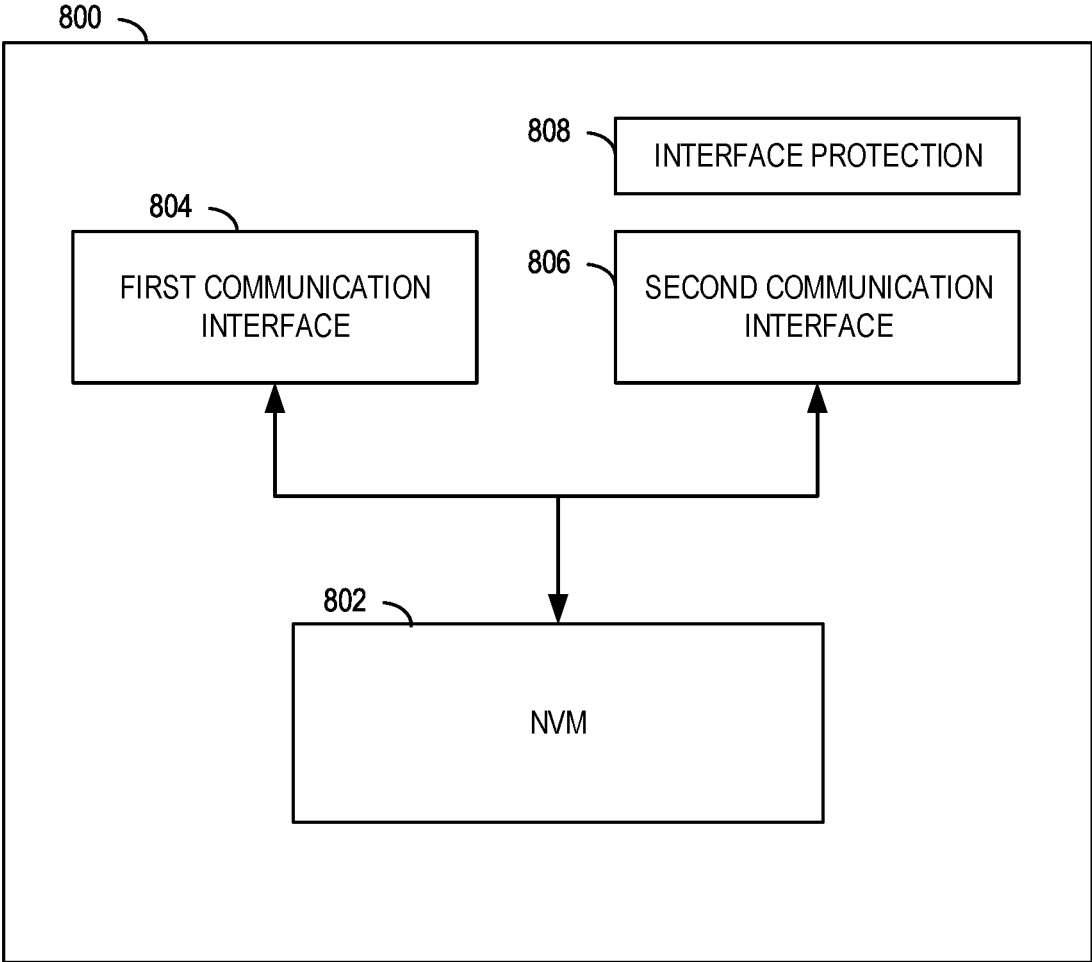 800
808
INTERFACE PROTECTION
804
FIRST COMMUNICATION
INTERFACE
806
SECOND COMMUNICATION
INTERFACE
802
NVM